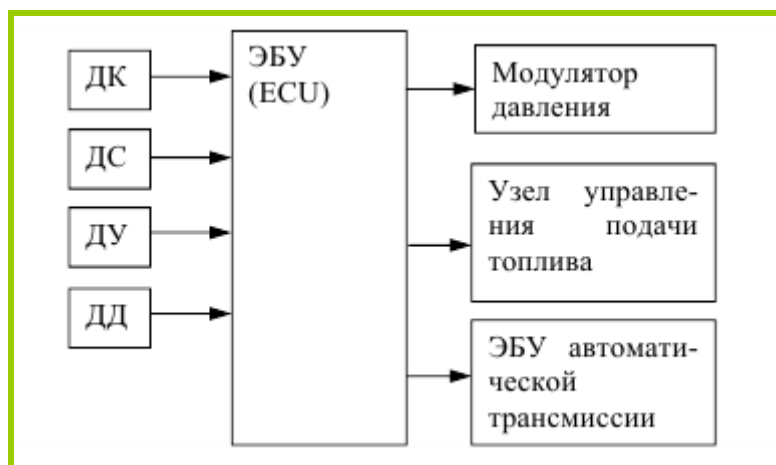 ДК
ДС
ДУ
ДД
ЭБУ
(ECU)
Модулятор
давления
Узел управле-
ния подачи
топлива
ЭБУ автомати-
ческой
трансмиссии